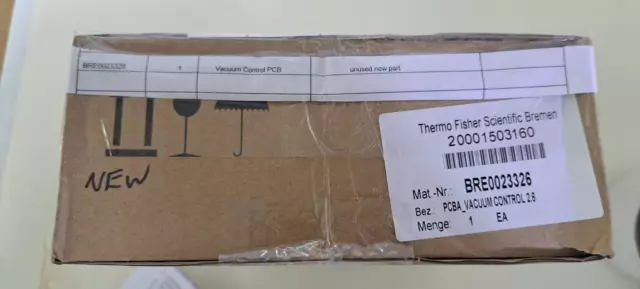 BRE0023326 1 Vacuum Control PCB unused new part
Thermo Fisher Scientific Bremen
20001503160
NEW
Mat.-Nr.: BRE0023326
Bez.: PCBA_VACUUM CONTROL 2.6
Menge: 1 EA